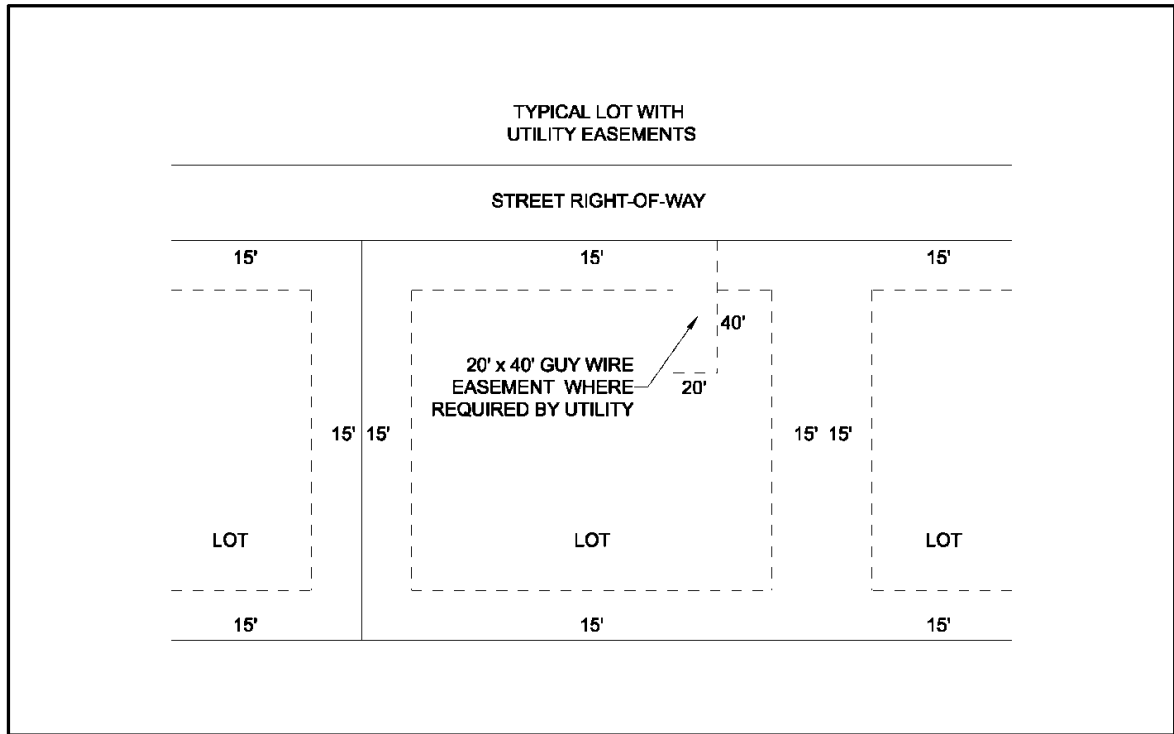 TYPICAL LOT WITH
UTILITY EASEMENTS
STREET RIGHT-OF-WAY
15' 15' 15'
40'
20' x 40' GUY WIRE
EASEMENT WHERE
REQUIRED BY UTILITY
20'
15' 15' 15' 15'
LOT LOT LOT
15' 15' 15'